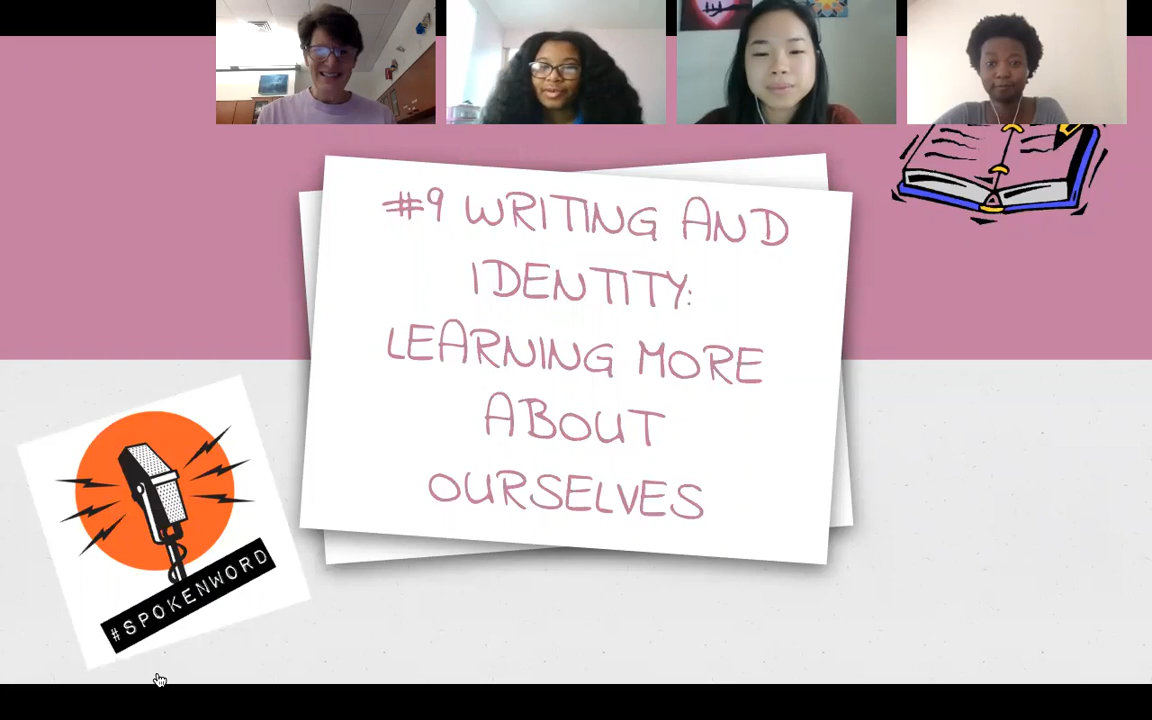 #9 WRITING AND
IDENTITY:
LEARNING MORE
ABOUT
OURSELVES
#SPOKENWORD